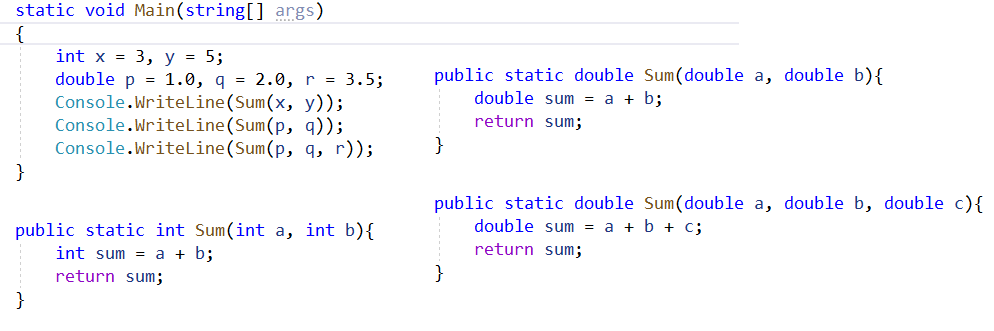 static void Main(string[] args)
{
    int x = 3, y = 5;
    double p = 1.0, q = 2.0, r = 3.5;
    Console.WriteLine(Sum(x, y));
    Console.WriteLine(Sum(p, q));
    Console.WriteLine(Sum(p, q, r));
}
public static int Sum(int a, int b){
    int sum = a + b;
    return sum;
}
public static double Sum(double a, double b){
    double sum = a + b;
    return sum;
}
public static double Sum(double a, double b, double c){
    double sum = a + b + c;
    return sum;
}